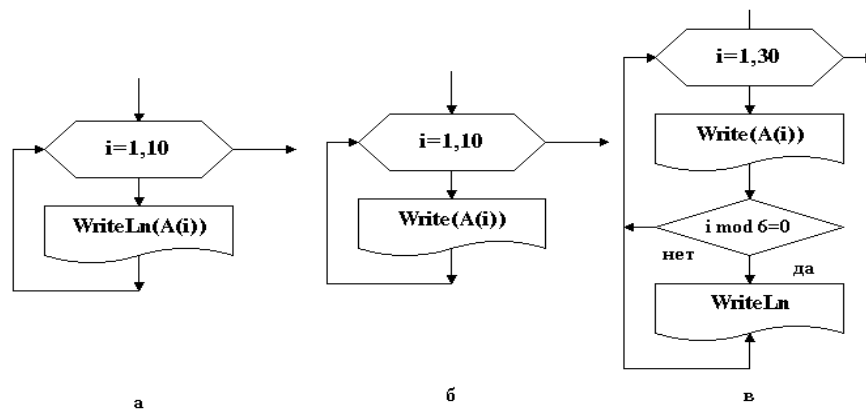 i=1,10
WriteLn(A(i))
а
i=1,10
Write(A(i))
б
i=1,30
Write(A(i))
i mod 6=0
нет
да
WriteLn
в